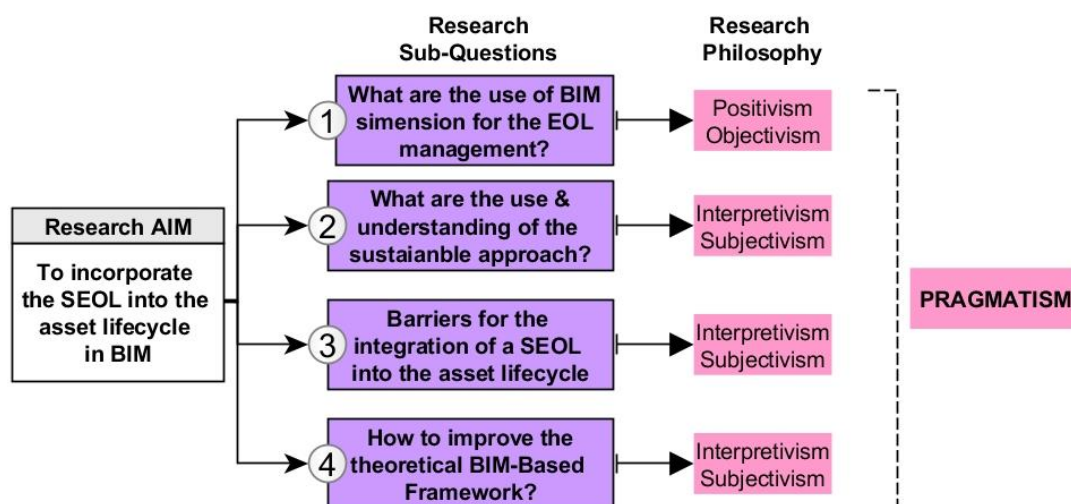 Research
Sub-Questions
Research
Philosophy
Research AIM
To incorporate
the SEOL into the
asset lifecycle
in BIM
1
What are the use of BIM
simension for the EOL
management?
Positivism
Objectivism
2
What are the use &
understanding of the
sustaianble approach?
Interpretivism
Subjectivism
3
Barriers for the
integration of a SEOL
into the asset lifecycle
Interpretivism
Subjectivism
4
How to improve the
theoretical BIM-Based
Framework?
Interpretivism
Subjectivism
PRAGMATISM